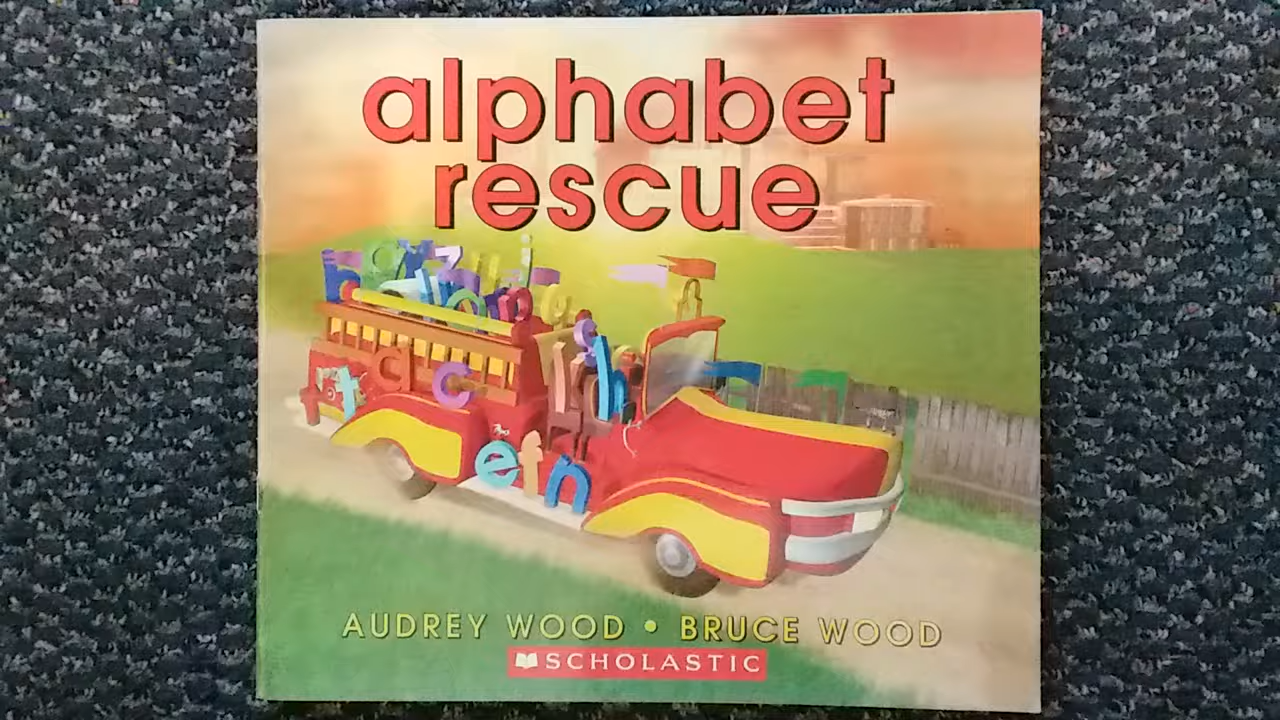 alphabet
rescue
t a c
e f n
AUDREY WOOD • BRUCE WOOD
SCHOLASTIC